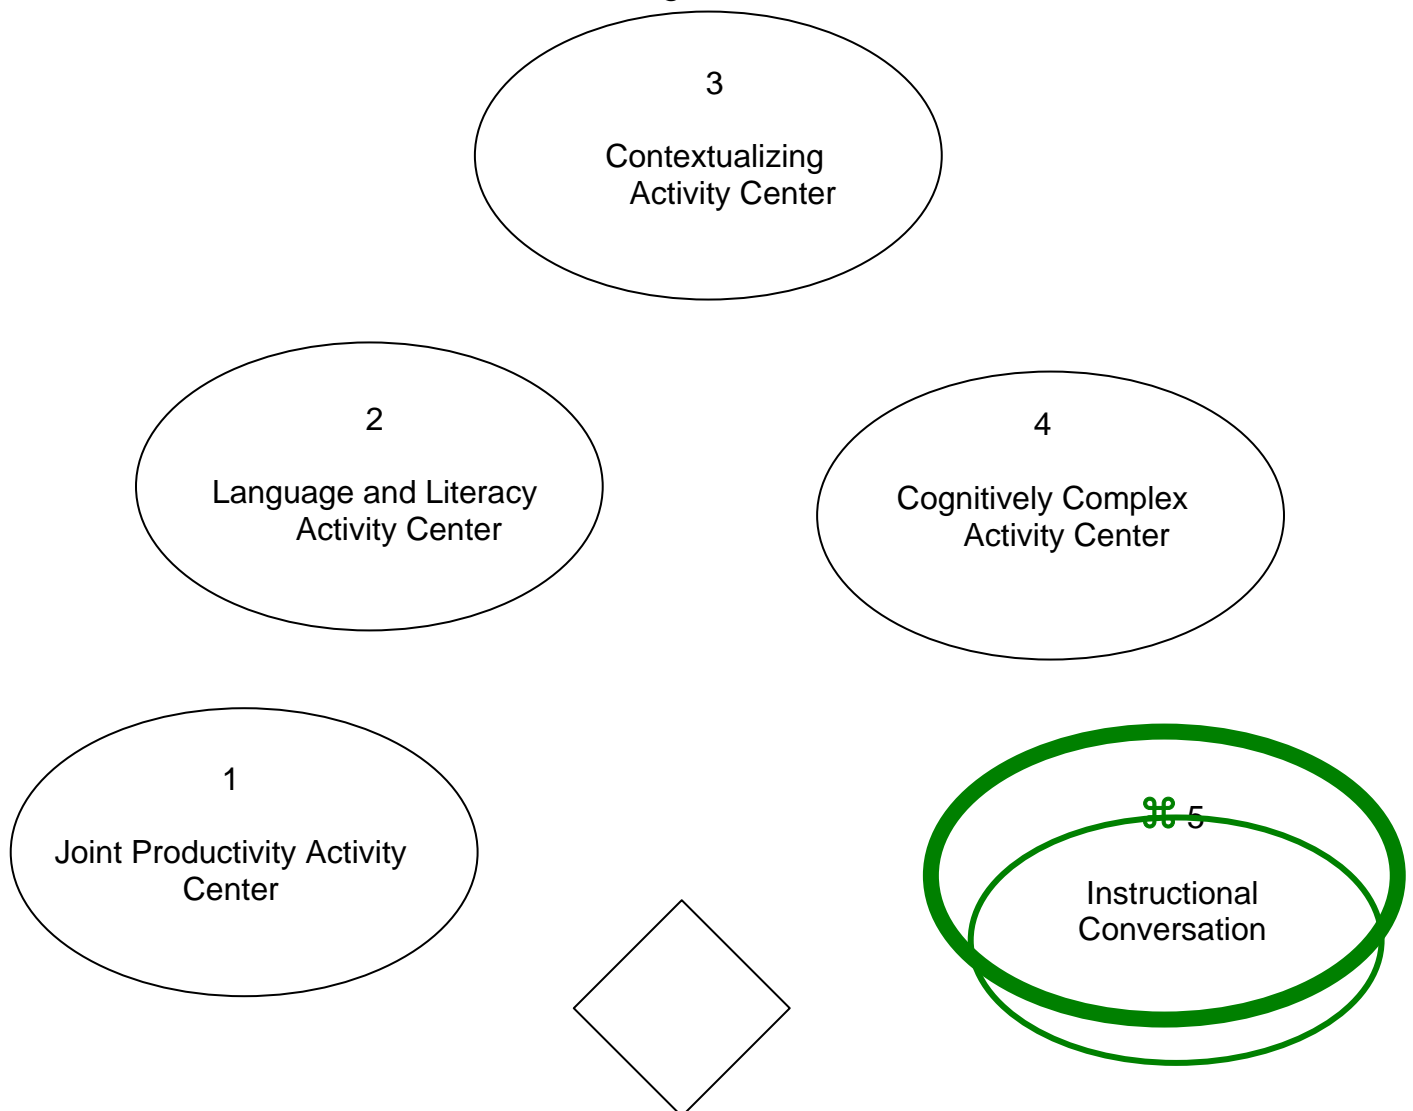 3
Contextualizing
Activity Center
2
Language and Literacy
Activity Center
4
Cognitively Complex
Activity Center
1
Joint Productivity Activity
Center
⌘ 5
Instructional
Conversation